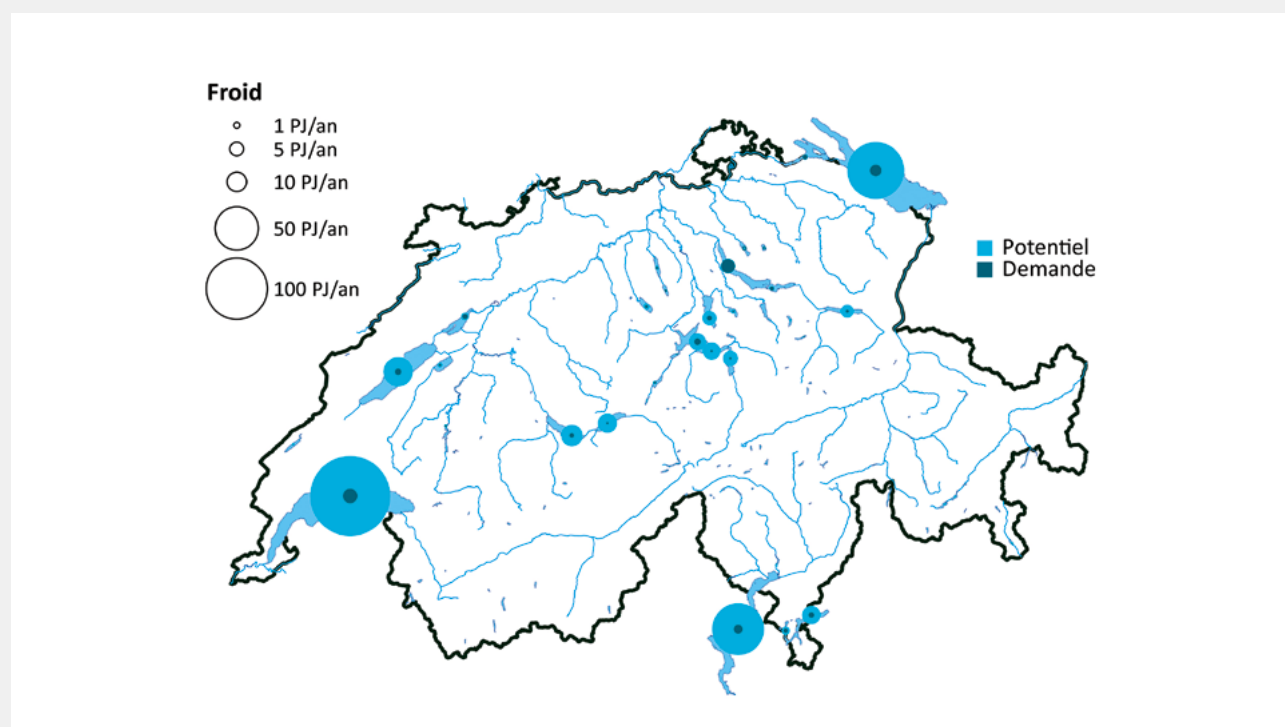 Froid
1 PJ/an
5 PJ/an
10 PJ/an
50 PJ/an
100 PJ/an
Potentiel
Demande